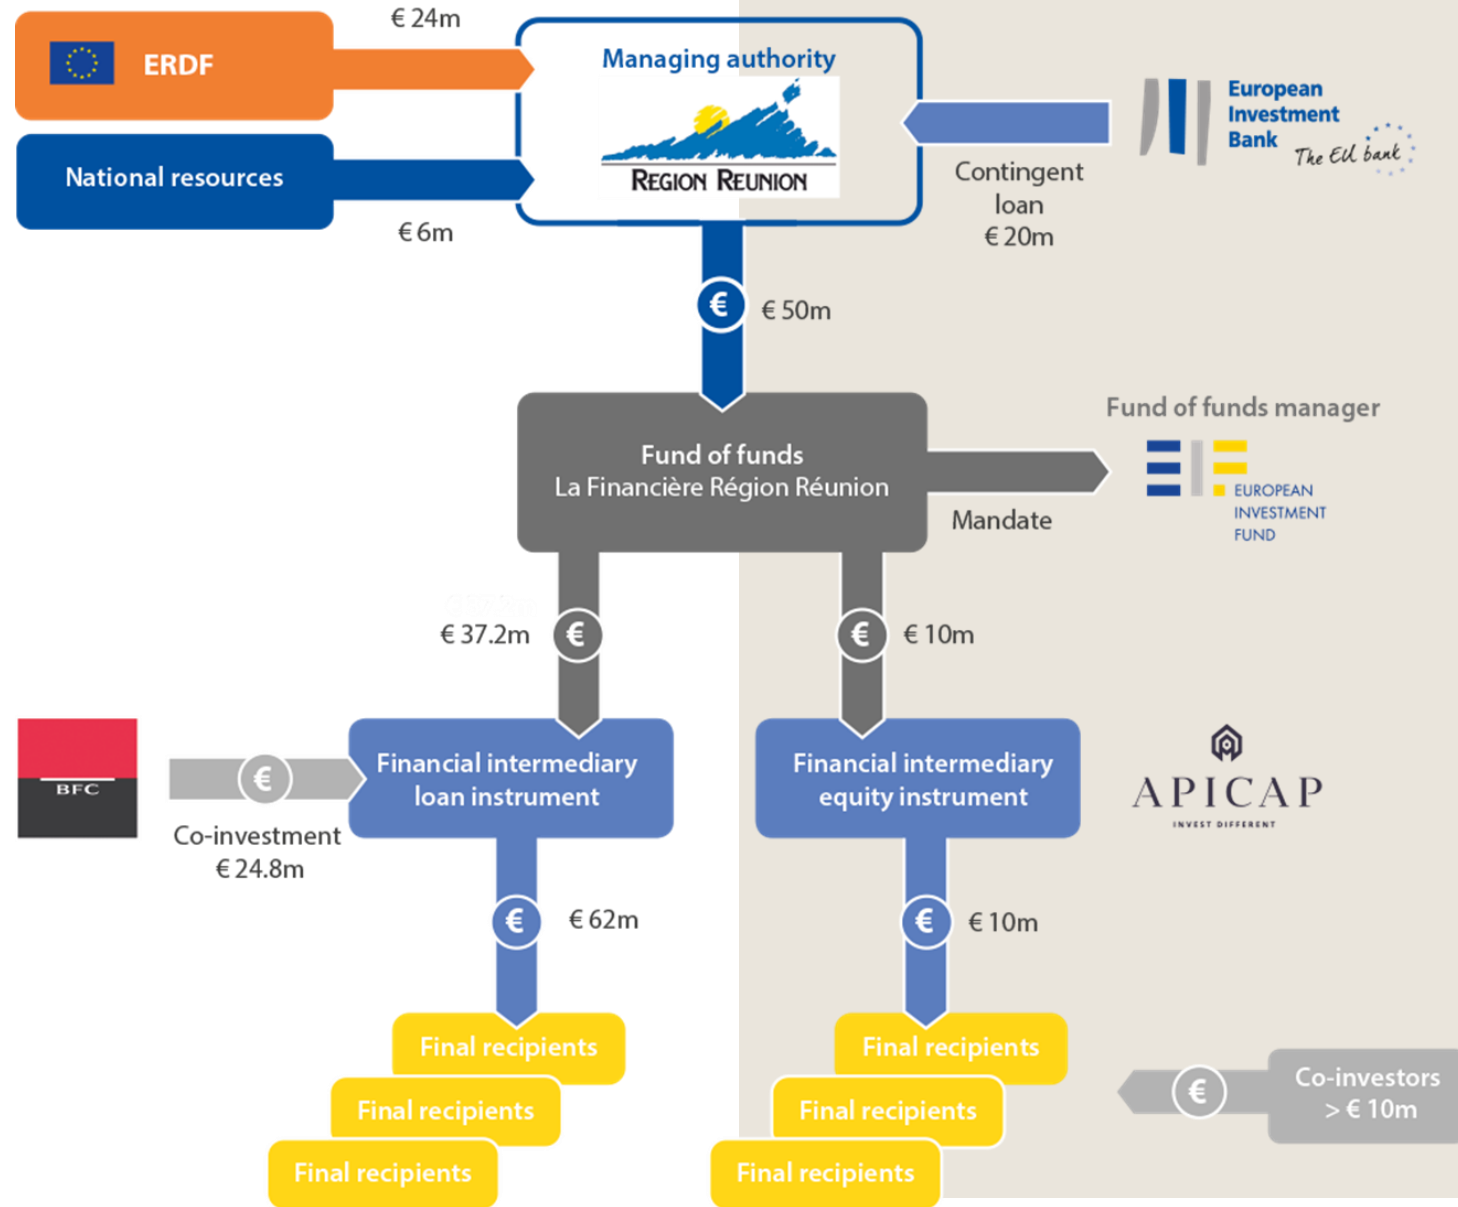 € 24m
ERDF
Managing authority
European
Investment
Bank
The EU bank
National resources
REGION REUNION
Contingent
loan
€ 20m
€ 6m
€
€ 50m
Fund of funds manager
Fund of funds
La Financière Région Réunion
EIF
EUROPEAN
INVESTMENT
FUND
Mandate
€ 37.2m
€
€
€ 10m
BFC
€
Co-investment
€ 24.8m
Financial intermediary
loan instrument
Financial intermediary
equity instrument
APICAP
INVEST DIFFERENT
€
€ 62m
€
€ 10m
Final recipients
Final recipients
Final recipients
Final recipients
Final recipients
Final recipients
€
Co-investors
> € 10m